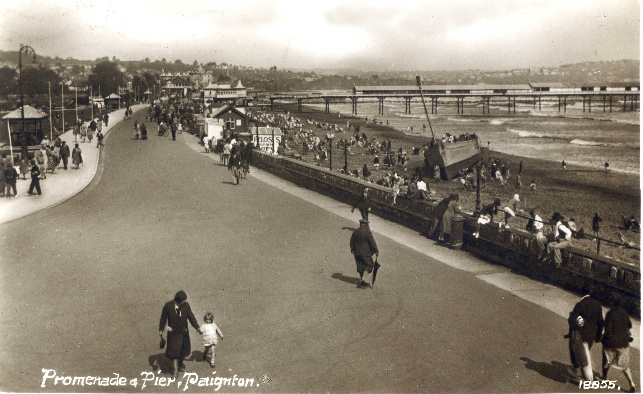 Promenade & Pier, Paignton.
18855.